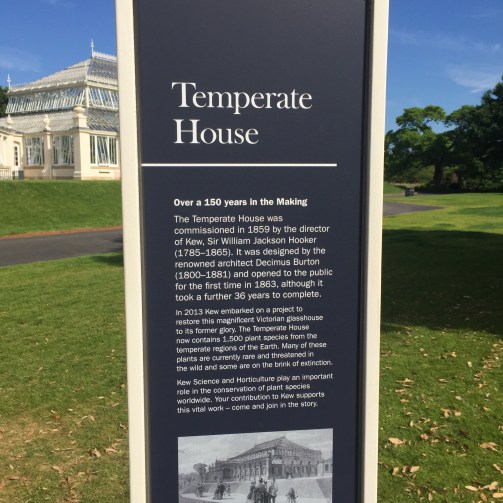 Temperate
House
Over a 150 years in the Making
The Temperate House was
commissioned in 1859 by the director
of Kew, Sir William Jackson Hooker
(1785–1865). It was designed by the
renowned architect Decimus Burton
(1800–1881) and opened to the public
for the first time in 1863, although it
took a further 36 years to complete.
In 2013 Kew embarked on a project to
restore this magnificent Victorian glasshouse
to its former glory. The Temperate House
now contains 1,500 plant species from the
temperate regions of the Earth. Many of these
plants are currently rare and threatened in
the wild and some are on the brink of extinction.
Kew Science and Horticulture play an important
role in the conservation of plant species
worldwide. Your contribution to Kew supports
this vital work – come and join in the story.